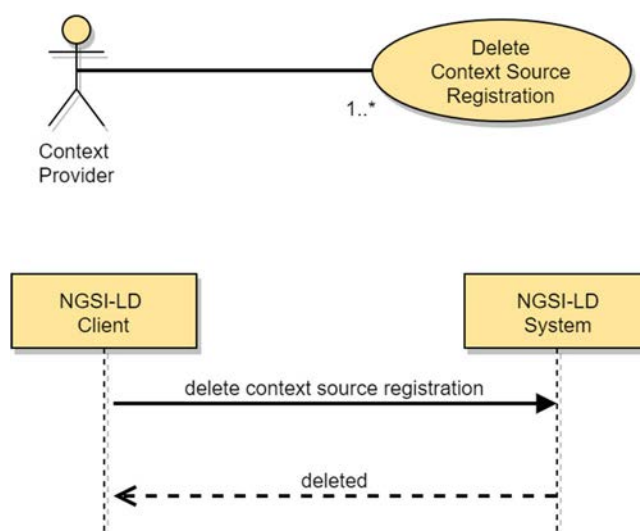 Delete
Context Source
Registration
1..*
Context
Provider
NGSI-LD
Client
NGSI-LD
System
delete context source registration
deleted